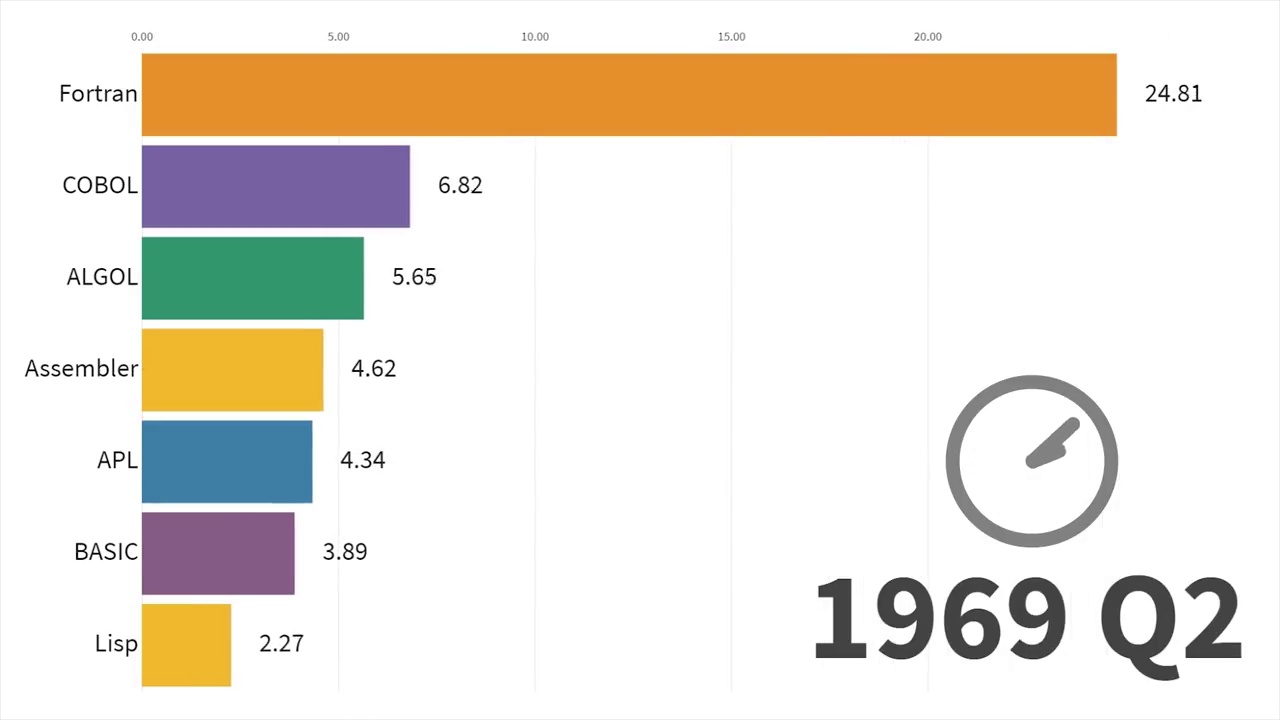 0.00 5.00 10.00 15.00 20.00
Fortran 24.81
COBOL 6.82
ALGOL 5.65
Assembler 4.62
APL 4.34
BASIC 3.89
Lisp 2.27
1969 Q2